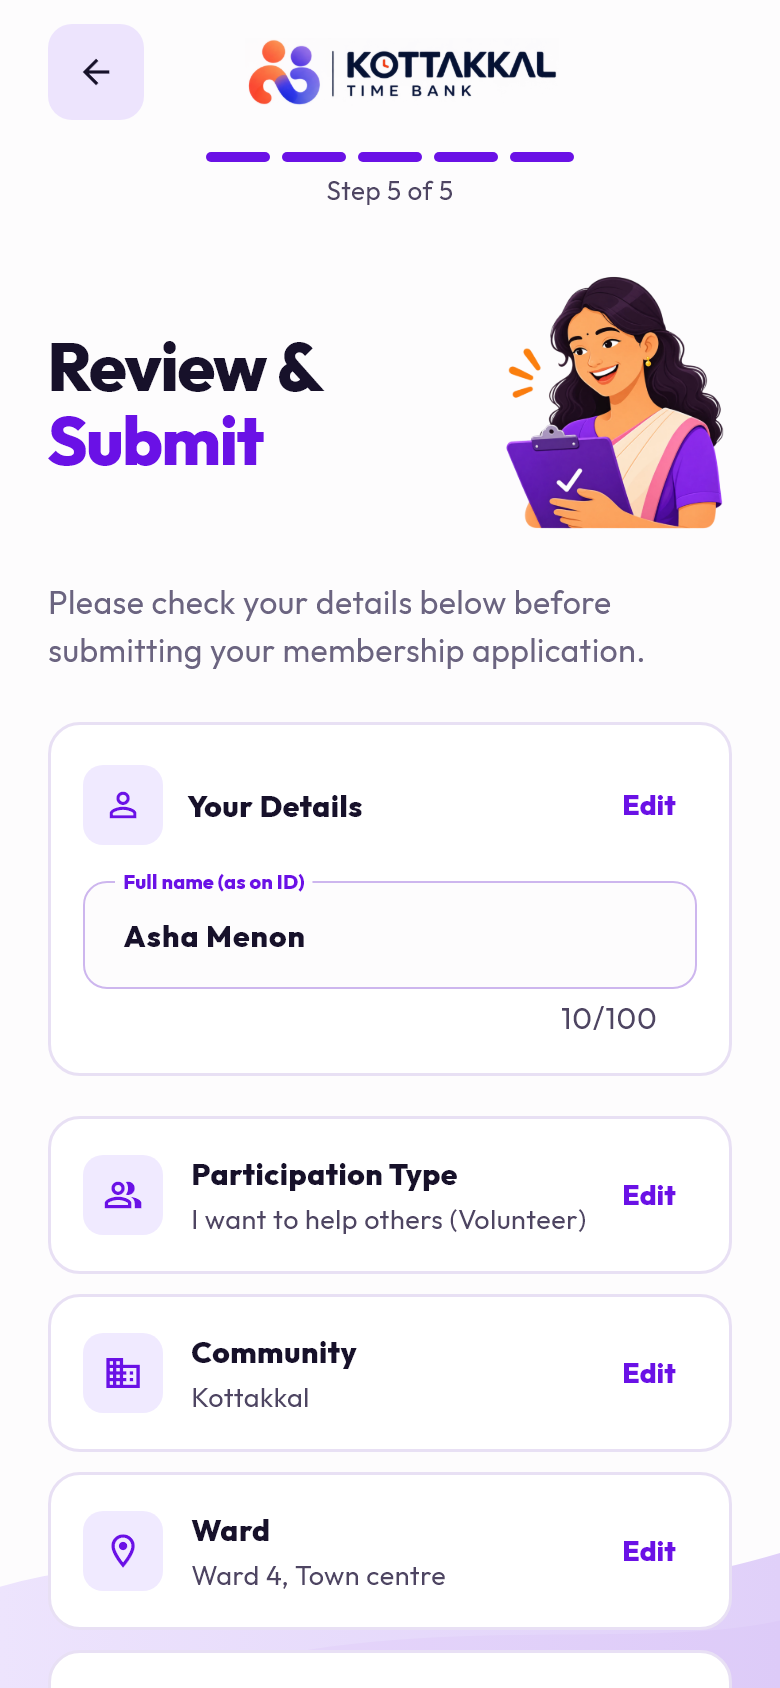 KOTTAKKAL
TIME BANK
Step 5 of 5
Review &
Submit
Please check your details below before
submitting your membership application.
Your Details
Edit
Full name (as on ID)
Asha Menon
10/100
Participation Type
I want to help others (Volunteer)
Edit
Community
Kottakkal
Edit
Ward
Ward 4, Town centre
Edit